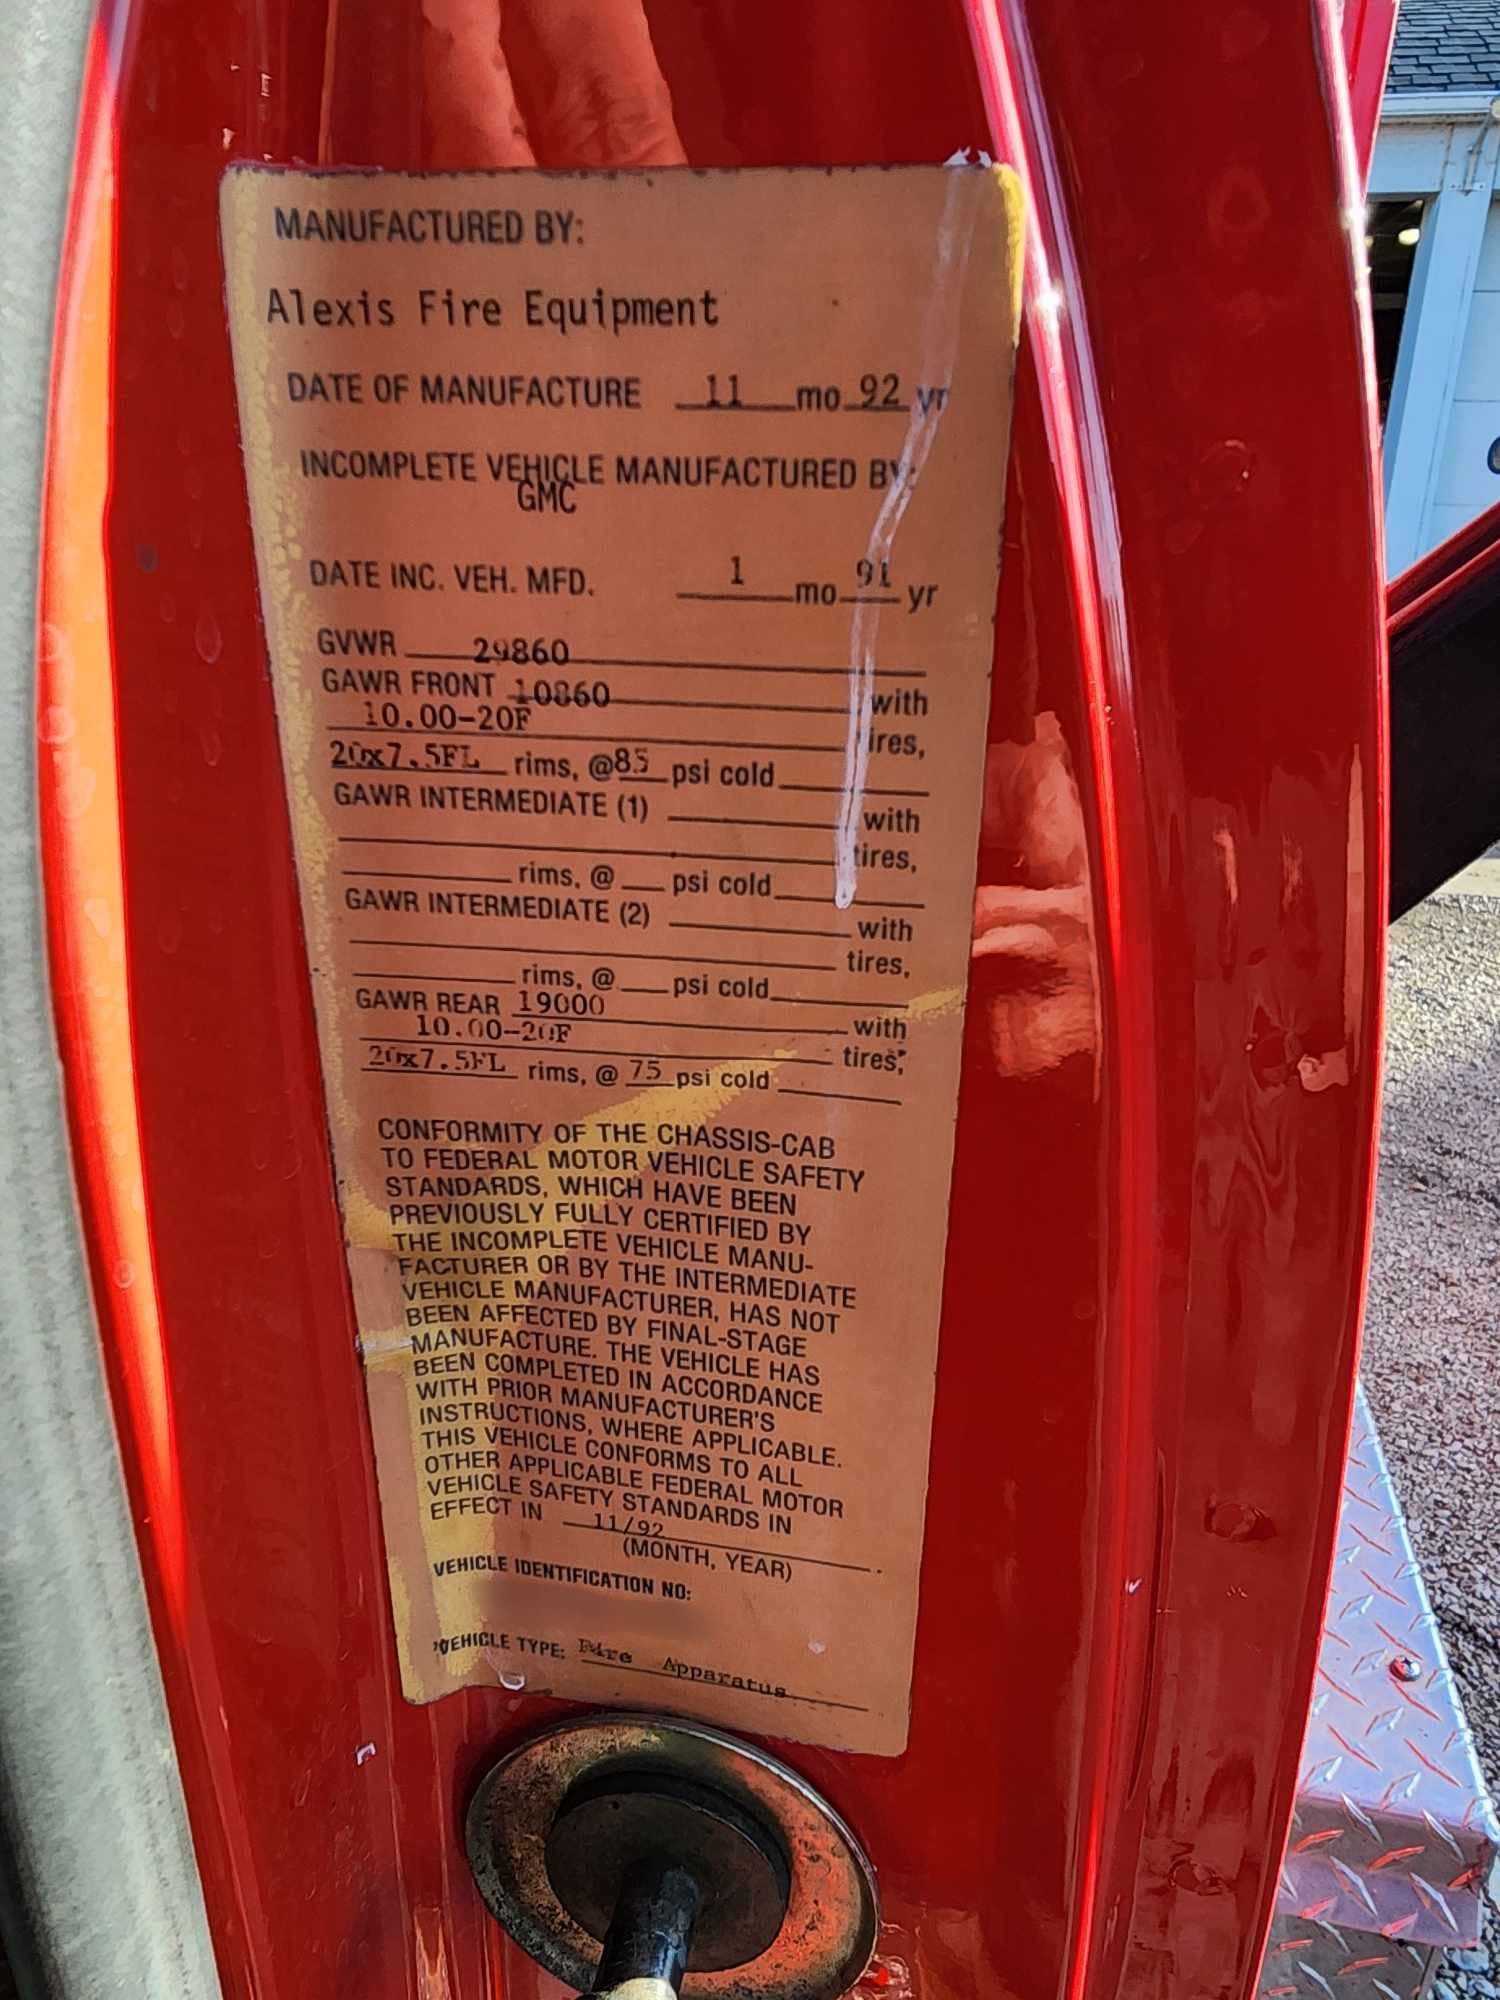 MANUFACTURED BY:
Alexis Fire Equipment
DATE OF MANUFACTURE 11 mo 92 yr
INCOMPLETE VEHICLE MANUFACTURED BY:
GMC
DATE INC. VEH. MFD. 1 mo 91 yr
GVWR 29860
GAWR FRONT 10860 with
10.00-20F tires,
20x7.5FL rims, @85 psi cold
GAWR INTERMEDIATE (1) with
tires,
rims, @ psi cold
GAWR INTERMEDIATE (2) with
tires,
rims, @ psi cold
GAWR REAR 19000 with
10.00-20F tires,
20x7.5FL rims, @ 75 psi cold
CONFORMITY OF THE CHASSIS-CAB
TO FEDERAL MOTOR VEHICLE SAFETY
STANDARDS, WHICH HAVE BEEN
PREVIOUSLY FULLY CERTIFIED BY
THE INCOMPLETE VEHICLE MANU-
FACTURER OR BY THE INTERMEDIATE
VEHICLE MANUFACTURER, HAS NOT
BEEN AFFECTED BY FINAL-STAGE
MANUFACTURE. THE VEHICLE HAS
BEEN COMPLETED IN ACCORDANCE
WITH PRIOR MANUFACTURER'S
INSTRUCTIONS, WHERE APPLICABLE.
THIS VEHICLE CONFORMS TO ALL
OTHER APPLICABLE FEDERAL MOTOR
VEHICLE SAFETY STANDARDS IN
EFFECT IN 11/92
(MONTH, YEAR)
VEHICLE IDENTIFICATION NO:
VEHICLE TYPE: Fire Apparatus